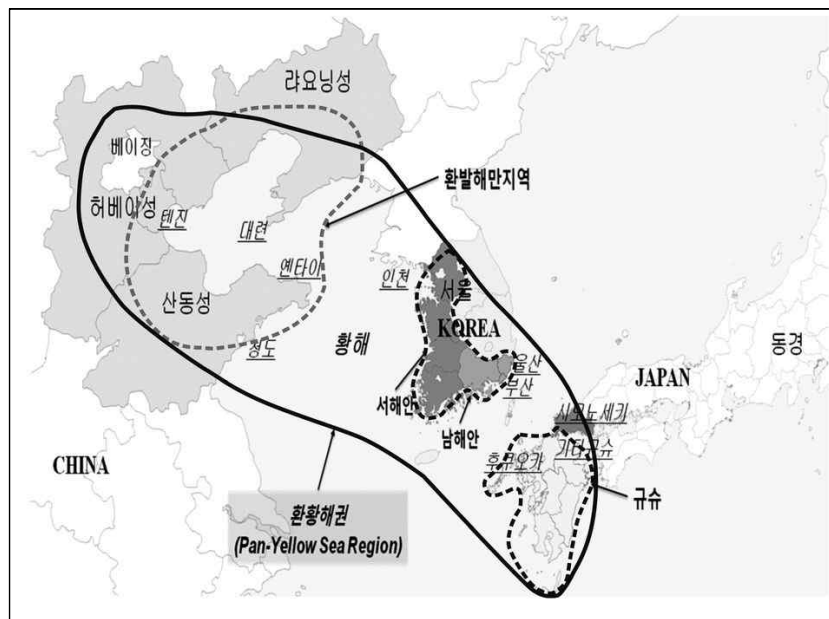 랴요닝성
베이징
환발해만지역
허베이성
텐진
대련
옌타이
인천
서울
산동성
KOREA
황해
청도
울산
부산
동경
JAPAN
서해안
시모노세키
남해안
기타규슈
후쿠오카
CHINA
규슈
환황해권
(Pan-Yellow Sea Region)